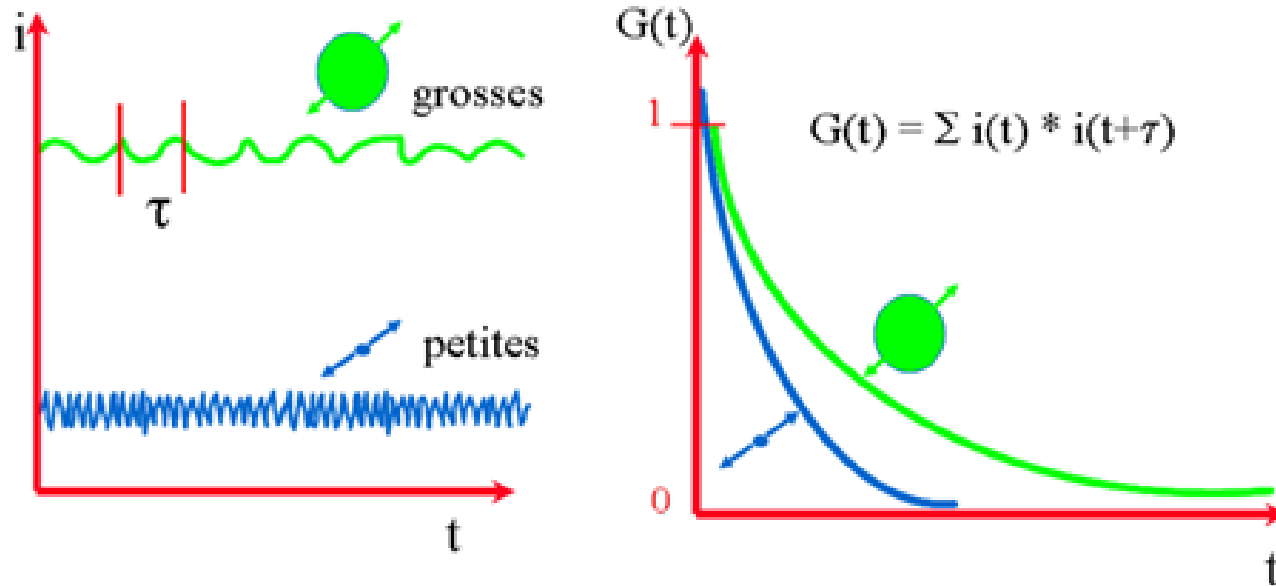 i
grosses
τ
petites
t
G(t)
1
G(t) = Σ i(t) * i(t+τ)
0
t